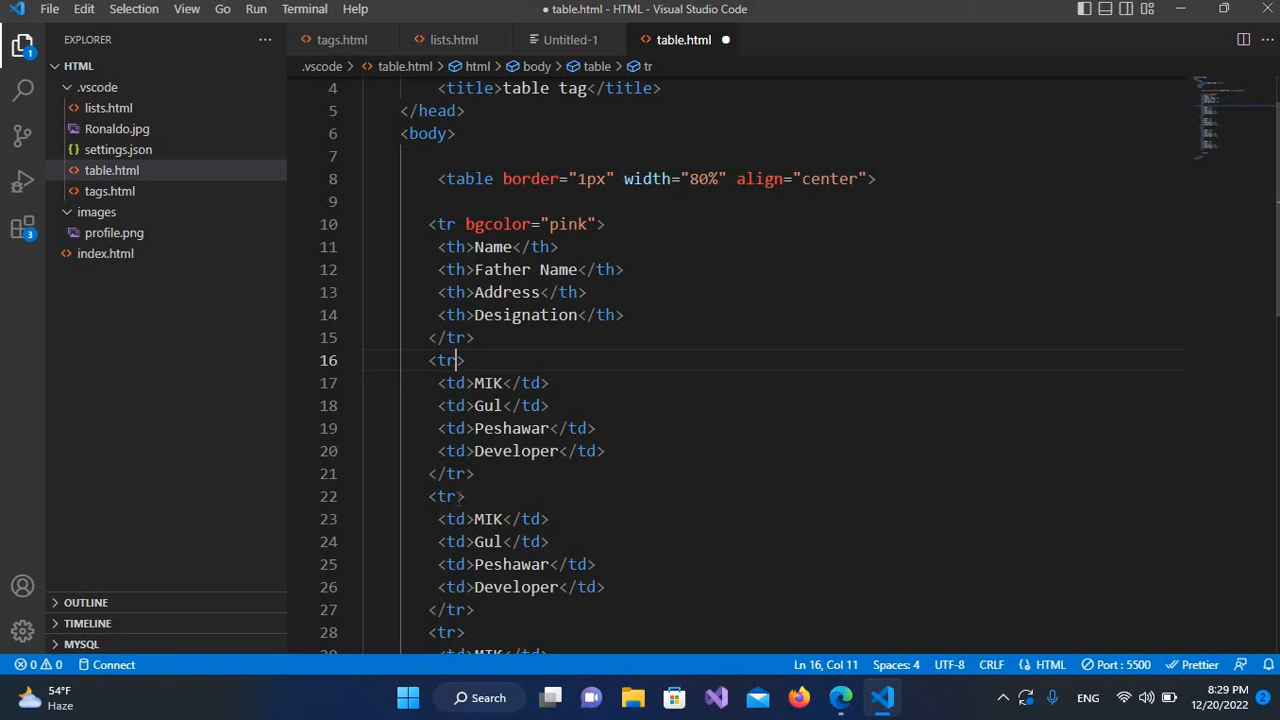 File Edit Selection View Go Run Terminal Help
● table.html - HTML - Visual Studio Code
EXPLORER
HTML
.vscode
lists.html
Ronaldo.jpg
settings.json
table.html
tags.html
images
profile.png
index.html
OUTLINE
TIMELINE
MYSQL
1
3
tags.html lists.html Untitled-1 table.html
.vscode > table.html > html > body > table > tr
4 <title>table tag</title>
5 </head>
6 <body>
7
8 <table border="1px" width="80%" align="center">
9
10 <tr bgcolor="pink">
11 <th>Name</th>
12 <th>Father Name</th>
13 <th>Address</th>
14 <th>Designation</th>
15 </tr>
16 <tr>
17 <td>MIK</td>
18 <td>Gul</td>
19 <td>Peshawar</td>
20 <td>Developer</td>
21 </tr>
22 <tr>
23 <td>MIK</td>
24 <td>Gul</td>
25 <td>Peshawar</td>
26 <td>Developer</td>
27 </tr>
28 <tr>
<td>MIK</td>
0 0 Connect Ln 16, Col 11 Spaces: 4 UTF-8 CRLF HTML Port : 5500 Prettier
54°F
Haze
Search
ENG
8:29 PM
12/20/2022
2